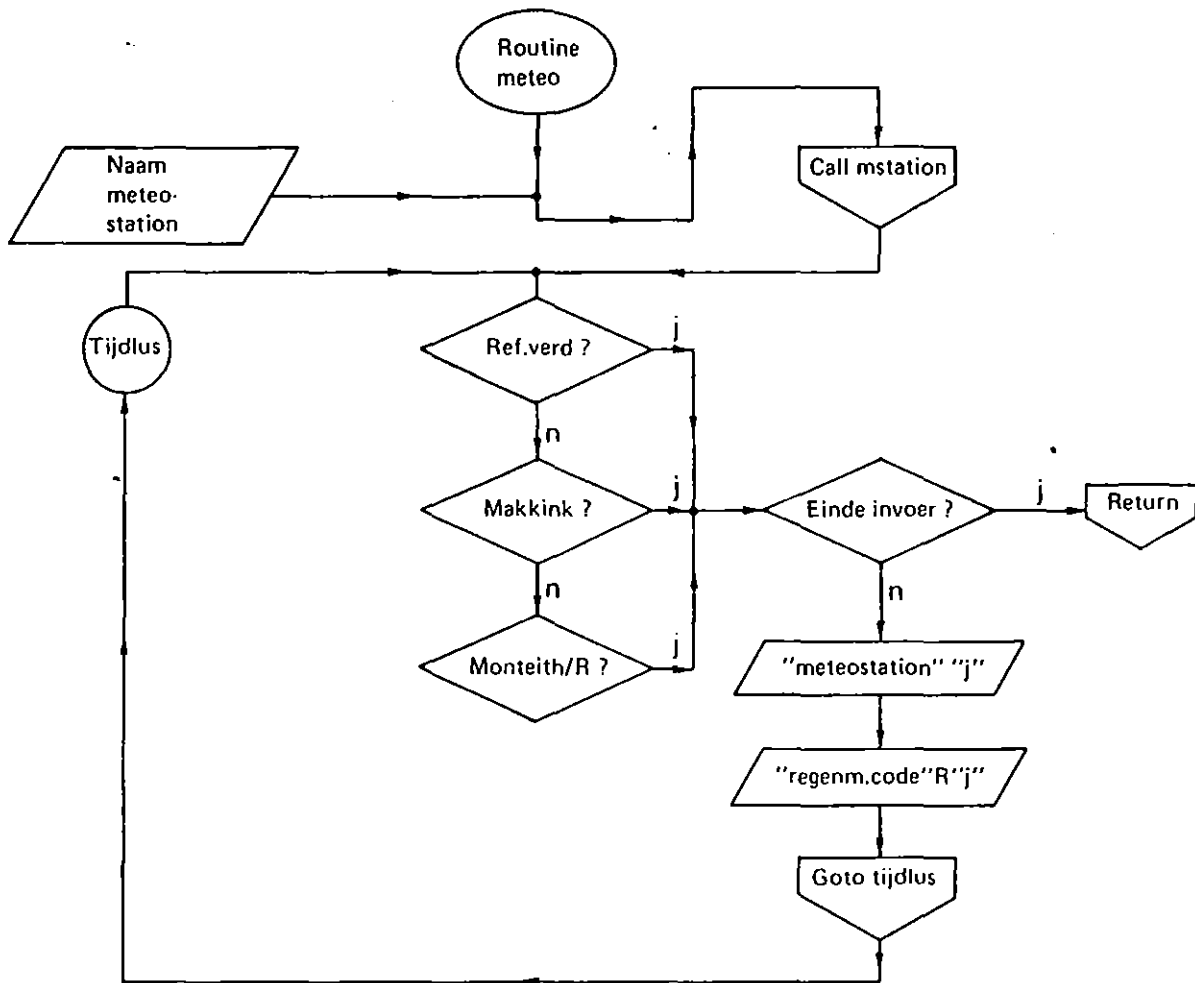 Routine
meteo
Naam
meteo-
station
Call mstation
Tijdlus
Ref.verd ?
j
n
Makkink ?
j
Einde invoer ?
j
Return
n
n
Monteith/R ?
j
"meteostation" "j"
"regenm.code"R"j"
Goto tijdlus